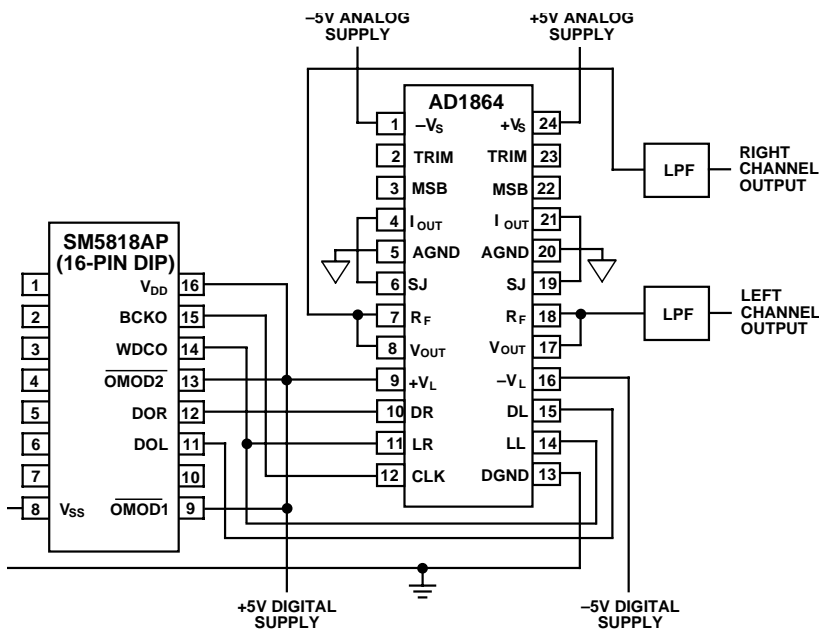 –5V ANALOG
SUPPLY
+5V ANALOG
SUPPLY
AD1864
1 –VS +VS 24
2 TRIM TRIM 23
3 MSB MSB 22
4 IOUT IOUT 21
5 AGND AGND 20
6 SJ SJ 19
7 RF RF 18
8 VOUT VOUT 17
9 +VL –VL 16
10 DR DL 15
11 LR LL 14
12 CLK DGND 13
LPF
RIGHT
CHANNEL
OUTPUT
LPF
LEFT
CHANNEL
OUTPUT
SM5818AP
(16-PIN DIP)
1 VDD 16
2 BCKO 15
3 WDCO 14
4 OMOD2 13
5 DOR 12
6 DOL 11
7 10
8 VSS OMOD1 9
+5V DIGITAL
SUPPLY
–5V DIGITAL
SUPPLY